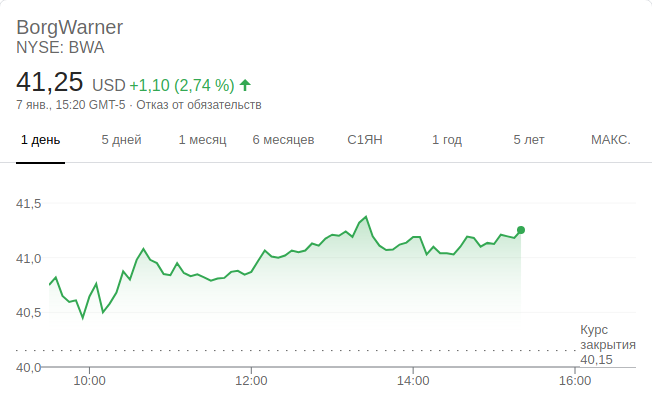 BorgWarner
NYSE: BWA
41,25 USD +1,10 (2,74 %)
7 янв., 15:20 GMT-5 · Отказ от обязательств
1 день 5 дней 1 месяц 6 месяцев С1ЯН 1 год 5 лет МАКС.
41,5
41,0
40,5
Курс
закрытия
40,15
40,0
10:00 12:00 14:00 16:00